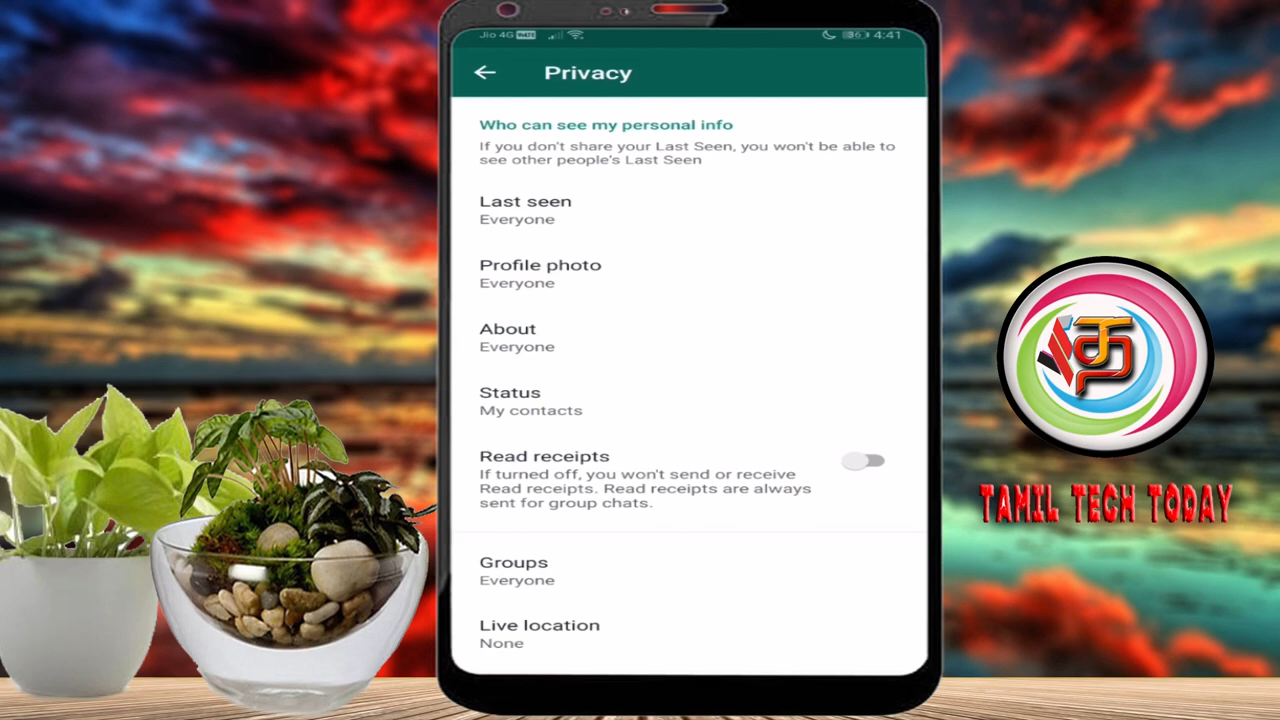 Jio 4G VoLTE 36 4:41
Privacy
Who can see my personal info
If you don't share your Last Seen, you won't be able to
see other people's Last Seen
Last seen
Everyone
Profile photo
Everyone
About
Everyone
Status
My contacts
Read receipts
If turned off, you won't send or receive
Read receipts. Read receipts are always
sent for group chats.
Groups
Everyone
Live location
None
TAMIL TECH TODAY